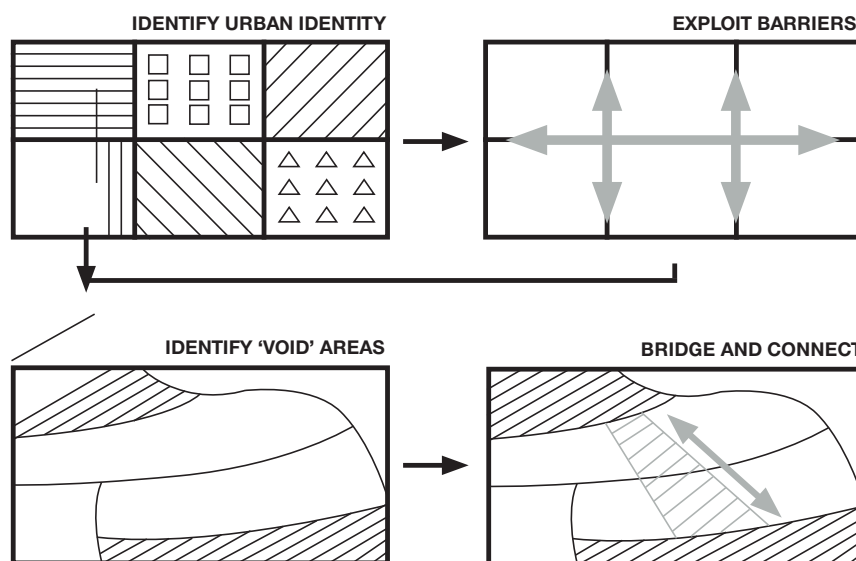 IDENTIFY URBAN IDENTITY
EXPLOIT BARRIERS
IDENTIFY ‘VOID’ AREAS
BRIDGE AND CONNECT